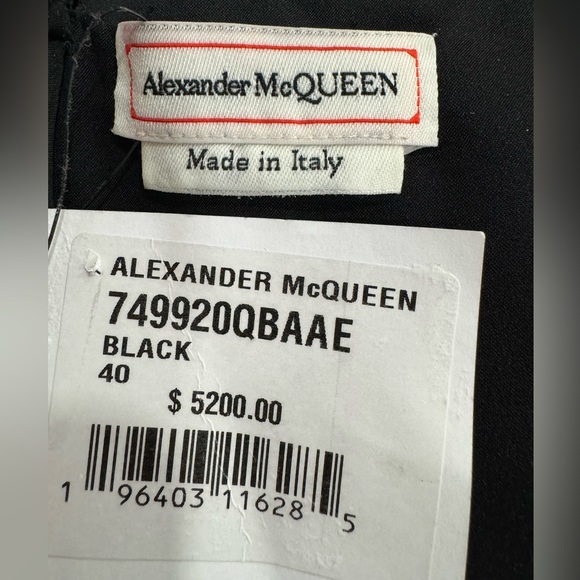 Alexander McQUEEN
Made in Italy
ALEXANDER McQUEEN
749920QBAAE
BLACK
40
$ 5200.00
1 96403 11628 5